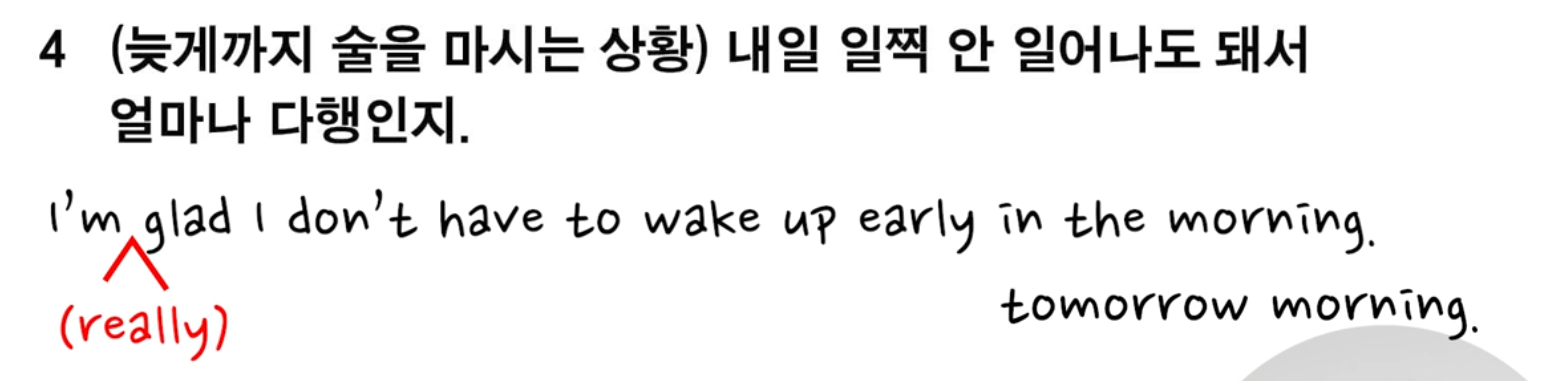 4 (늦게까지 술을 마시는 상황) 내일 일찍 안 일어나도 돼서
얼마나 다행인지.
I'm glad I don't have to wake up early in the morning.
(really)
tomorrow morning.